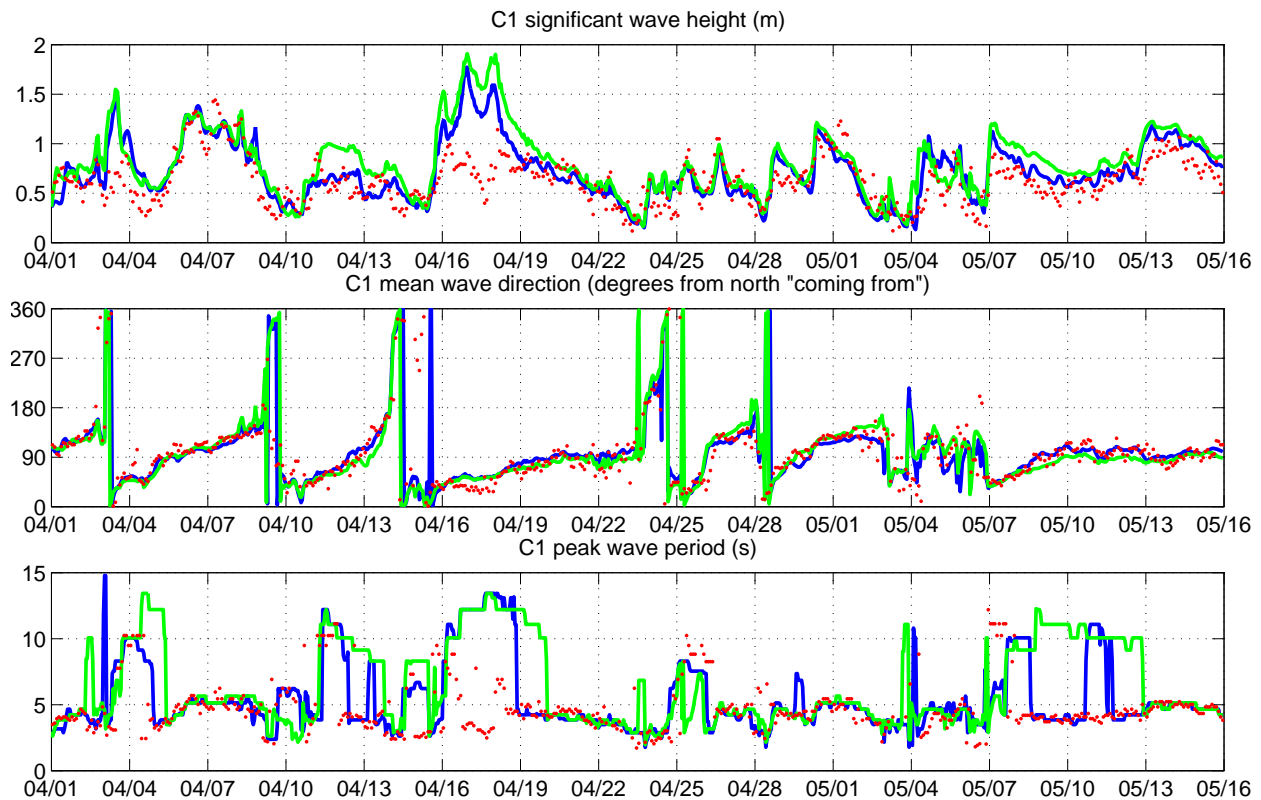 C1 significant wave height (m)
2
1.5
1
0.5
0
04/01 04/04 04/07 04/10 04/13 04/16 04/19 04/22 04/25 04/28 05/01 05/04 05/07 05/10 05/13 05/16
C1 mean wave direction (degrees from north "coming from")
360
270
180
90
0
04/01 04/04 04/07 04/10 04/13 04/16 04/19 04/22 04/25 04/28 05/01 05/04 05/07 05/10 05/13 05/16
C1 peak wave period (s)
15
10
5
0
04/01 04/04 04/07 04/10 04/13 04/16 04/19 04/22 04/25 04/28 05/01 05/04 05/07 05/10 05/13 05/16